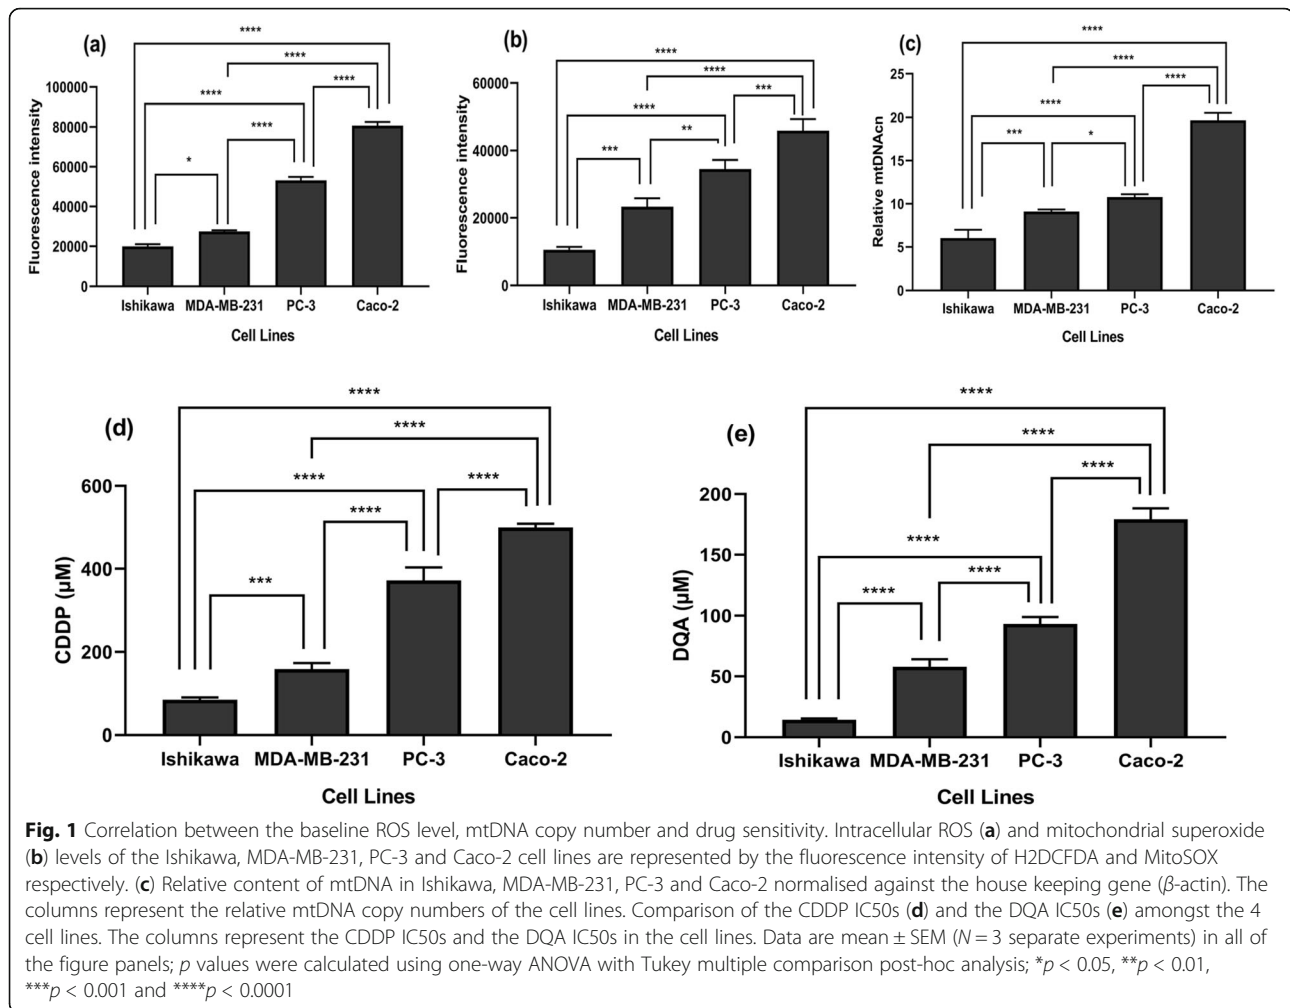 (a)
****
****
****
****
****
*
Fluorescence intensity
100000
80000
60000
40000
20000
0
Ishikawa MDA-MB-231 PC-3 Caco-2
Cell Lines
(b)
****
****
***
****
**
***
Fluorescence intensity
60000
40000
20000
0
Ishikawa MDA-MB-231 PC-3 Caco-2
Cell Lines
(c)
****
****
****
****
***
*
Relative mtDNAcn
25
20
15
10
5
0
Ishikawa MDA-MB-231 PC-3 Caco-2
Cell Lines
(d)
****
****
****
****
****
***
CDDP (µM)
600
400
200
0
Ishikawa MDA-MB-231 PC-3 Caco-2
Cell Lines
(e)
****
****
****
****
****
****
DQA (µM)
200
150
100
50
0
Ishikawa MDA-MB-231 PC-3 Caco-2
Cell Lines
Fig. 1 Correlation between the baseline ROS level, mtDNA copy number and drug sensitivity. Intracellular ROS (a) and mitochondrial superoxide
(b) levels of the Ishikawa, MDA-MB-231, PC-3 and Caco-2 cell lines are represented by the fluorescence intensity of H2DCFDA and MitoSOX
respectively. (c) Relative content of mtDNA in Ishikawa, MDA-MB-231, PC-3 and Caco-2 normalised against the house keeping gene (β-actin). The
columns represent the relative mtDNA copy numbers of the cell lines. Comparison of the CDDP IC50s (d) and the DQA IC50s (e) amongst the 4
cell lines. The columns represent the CDDP IC50s and the DQA IC50s in the cell lines. Data are mean ± SEM (N = 3 separate experiments) in all of
the figure panels; p values were calculated using one-way ANOVA with Tukey multiple comparison post-hoc analysis; *p < 0.05, **p < 0.01,
***p < 0.001 and ****p < 0.0001